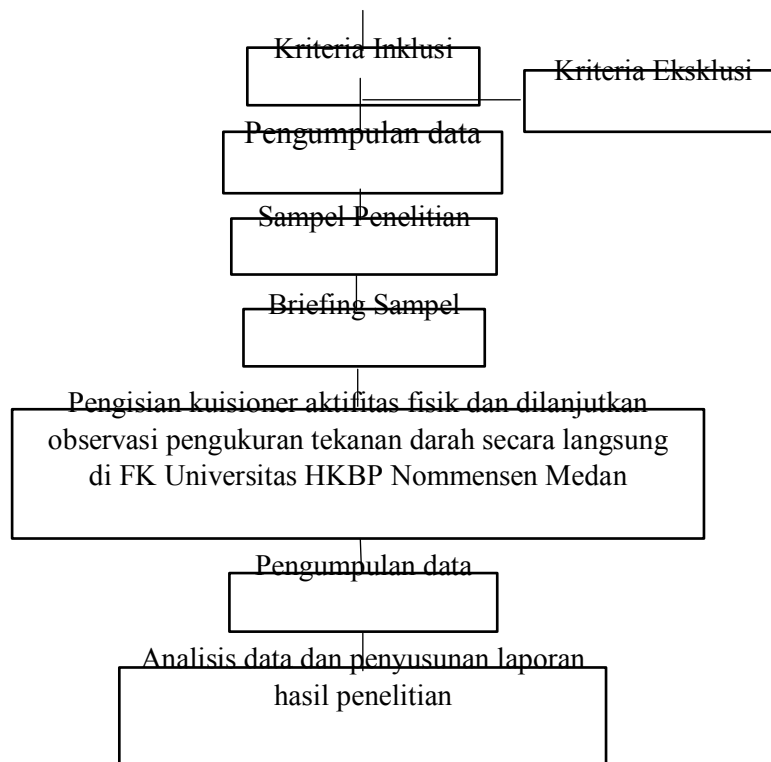 Kriteria Inklusi
Kriteria Eksklusi
Pengumpulan data
Sampel Penelitian
Briefing Sampel
Pengisian kuisioner aktifitas fisik dan dilanjutkan
observasi pengukuran tekanan darah secara langsung
di FK Universitas HKBP Nommensen Medan
Pengumpulan data
Analisis data dan penyusunan laporan
hasil penelitian